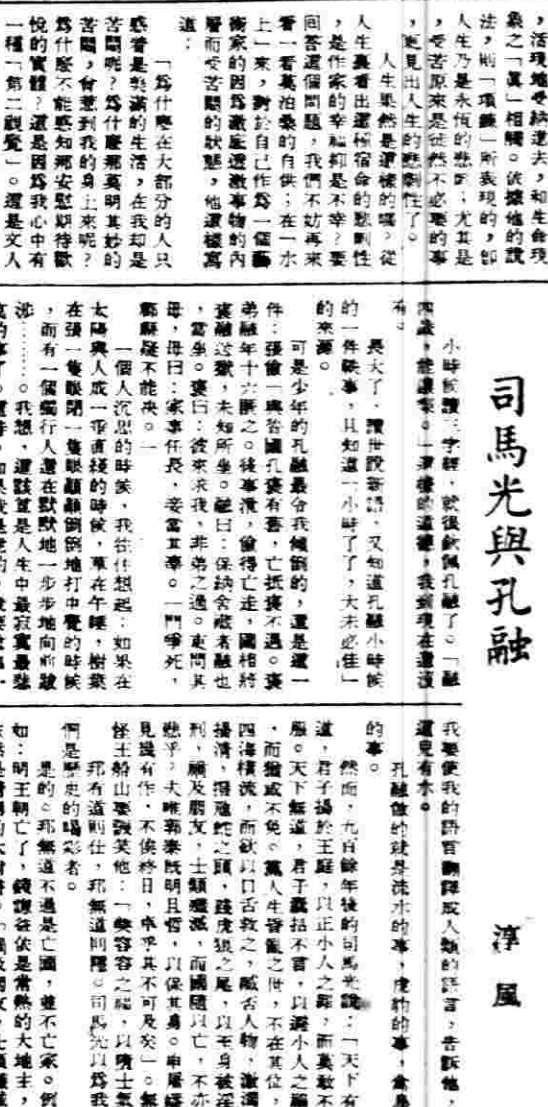 ，活現地受納進去，和生命現
象之「眞」相觸。依據他的說
法，則「項鍊」所表現的，卽
人生乃是永恆的悲哀；尤其是
，受苦原來是徒然不必要的事
，更見出人生的悲劇性了。
人生果然是這樣的嗎？從
人生裏看出這種宿命的悲劇性
，是作家的幸福抑是不幸？要
回答這個問題，我們不妨再來
看一看莫泊桑的自供：在「水
上」來，對於自己作爲一個藝
術家的因爲徹底透澈事物的內
層而受苦悶的狀態，他這樣寫
道：
「爲什麼在大部分的人只
感着是美滿的生活，在我却是
苦悶呢？爲什麼那莫明其妙的
苦悶，會惹到我的身上來呢？
爲什麼不能感知那安慰期待歡
悅的實體？這是因爲我心中有
一種「第二視覺」。這是文人
司馬光與孔融
淳風
小時候讀三字經，就很欽佩孔融了。「融
四歲，能讓梨。」這樣的道德，我到現在還沒
有。
長大了，讀世說新語，又知道孔融小時候
的一件軼事，且知道「小時了了，大未必佳」
的來源。
可是少年的孔融最令我傾倒的，還是這一
件：張儉「與魯國孔褒有舊，亡抵褒不遇。褒
弟融年十六匿之。後事洩，儉得亡走，國相將
褒融送獄，未知所坐。融曰：保納舍藏者融也
，當坐。褒曰：彼來求我，非弟之過。吏問其
母，母曰：家事任長，妾當其辜。一門爭死，
郡縣疑不能決。」
一個人沉思的時候，我往往想起：如果在
太陽與人成一垂直綫的時候，草在午睡，樹葉
在張一隻眼閉一隻眼顚顚倒倒地打中覺的時候
，而有一個獨行人還在默默地一步步地向前跋
涉……。我想，這該算是人生中最寂寞最悲
我要使我的語言翻譯成人類的語言，告訴他，
還見有水。
孔融做的就是流水的事，虎豹的事，禽鳥
的事。
然而，九百餘年後的司馬光說：「天下有
道，君子揚於王庭，以正小人之罪，而莫敢不
服。天下無道，君子囊括不言，以避小人之禍
，而猶或不免。黨人生昏亂之世，不在其位，
四海橫流，而欲以口舌救之，臧否人物，激濁
揚清，撩虺蛇之頭，踐虎狼之尾，以至身被淫
刑，禍及朋友，士類殲滅，而國隨以亡，不亦
悲乎？夫唯郭泰旣明且哲，以保其身。申屠蟠
見幾有作，不俟終日，卓乎其不可及矣」。無
怪王船山要譏笑他：「奬容容之福，以墮士氣
邦有道則仕，邦無道則隱。司馬光以爲我
們是歷史的喝彩者。
是的。邦無道不過是亡國，並不亡家。例
如：明王朝亡了，錢謙益依是常熟的大地主，